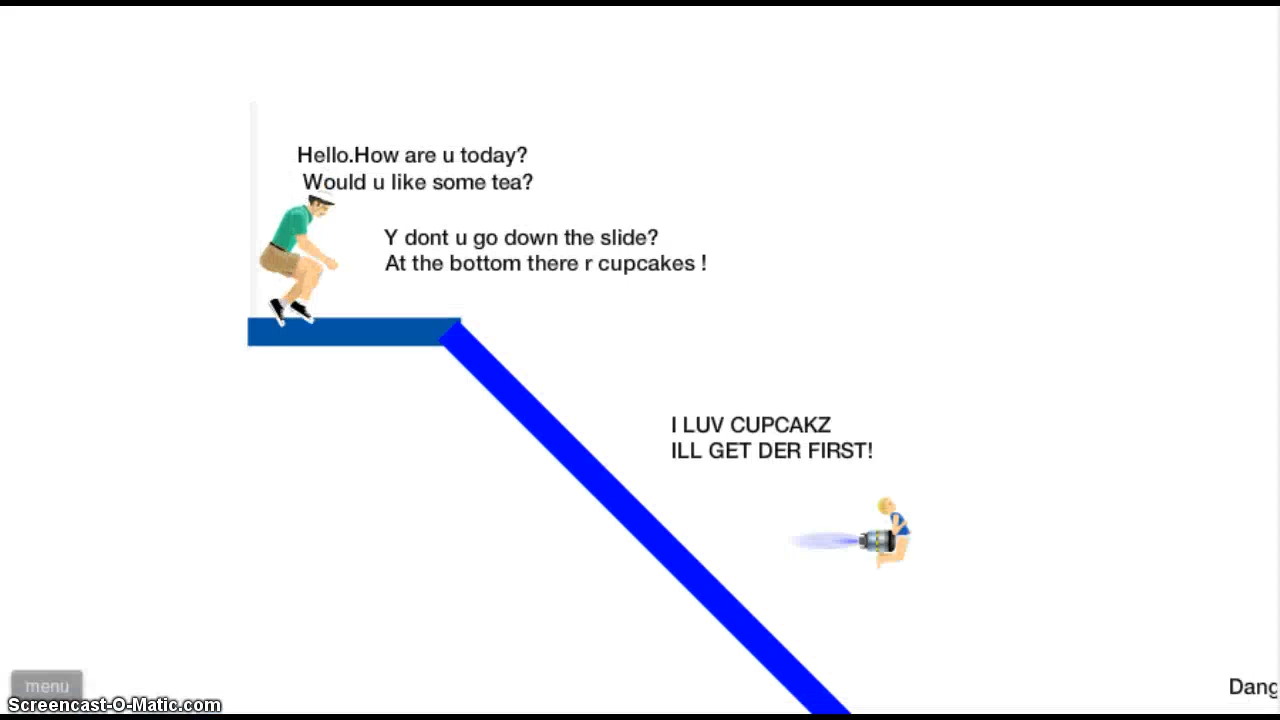 Hello.How are u today?
Would u like some tea?
Y dont u go down the slide?
At the bottom there r cupcakes !
I LUV CUPCAKZ
ILL GET DER FIRST!
menu
Dang
Screencast-O-Matic.com